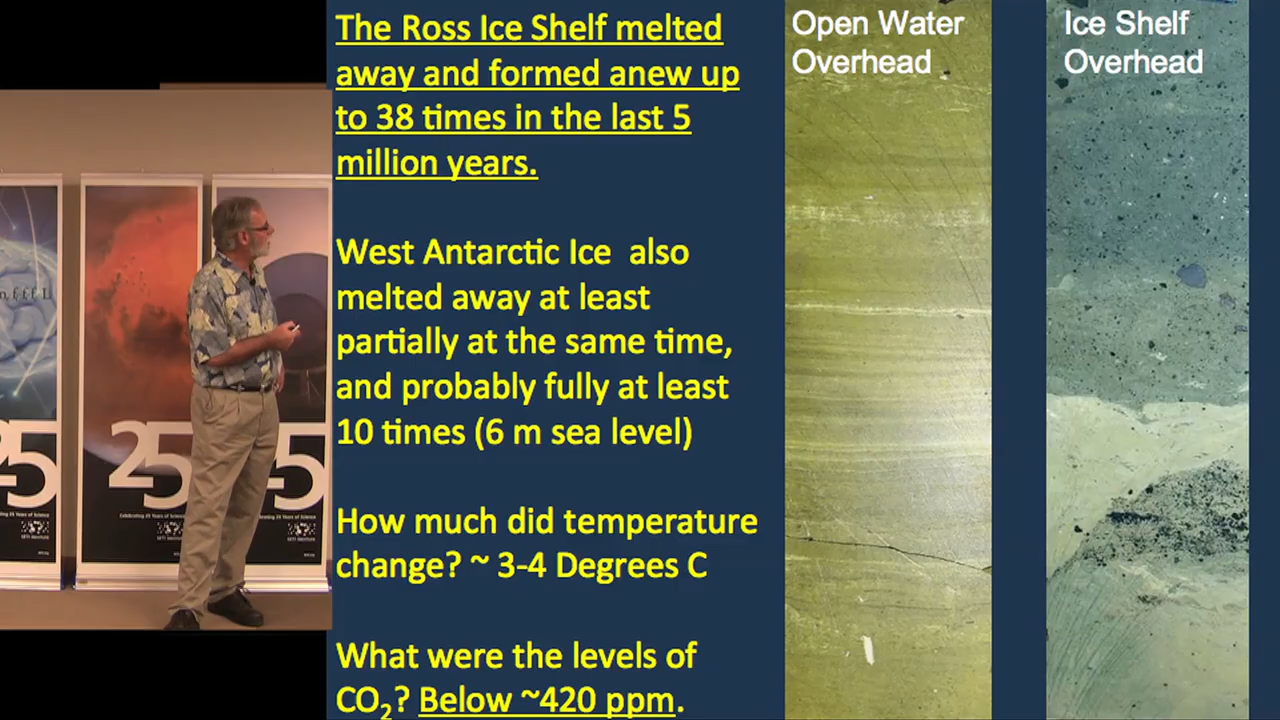 The Ross Ice Shelf melted
away and formed anew up
to 38 times in the last 5
million years.
West Antarctic Ice also
melted away at least
partially at the same time,
and probably fully at least
10 times (6 m sea level)
How much did temperature
change? ~ 3-4 Degrees C
What were the levels of
CO₂? Below ~420 ppm.
Open Water
Overhead
Ice Shelf
Overhead
25
25
5